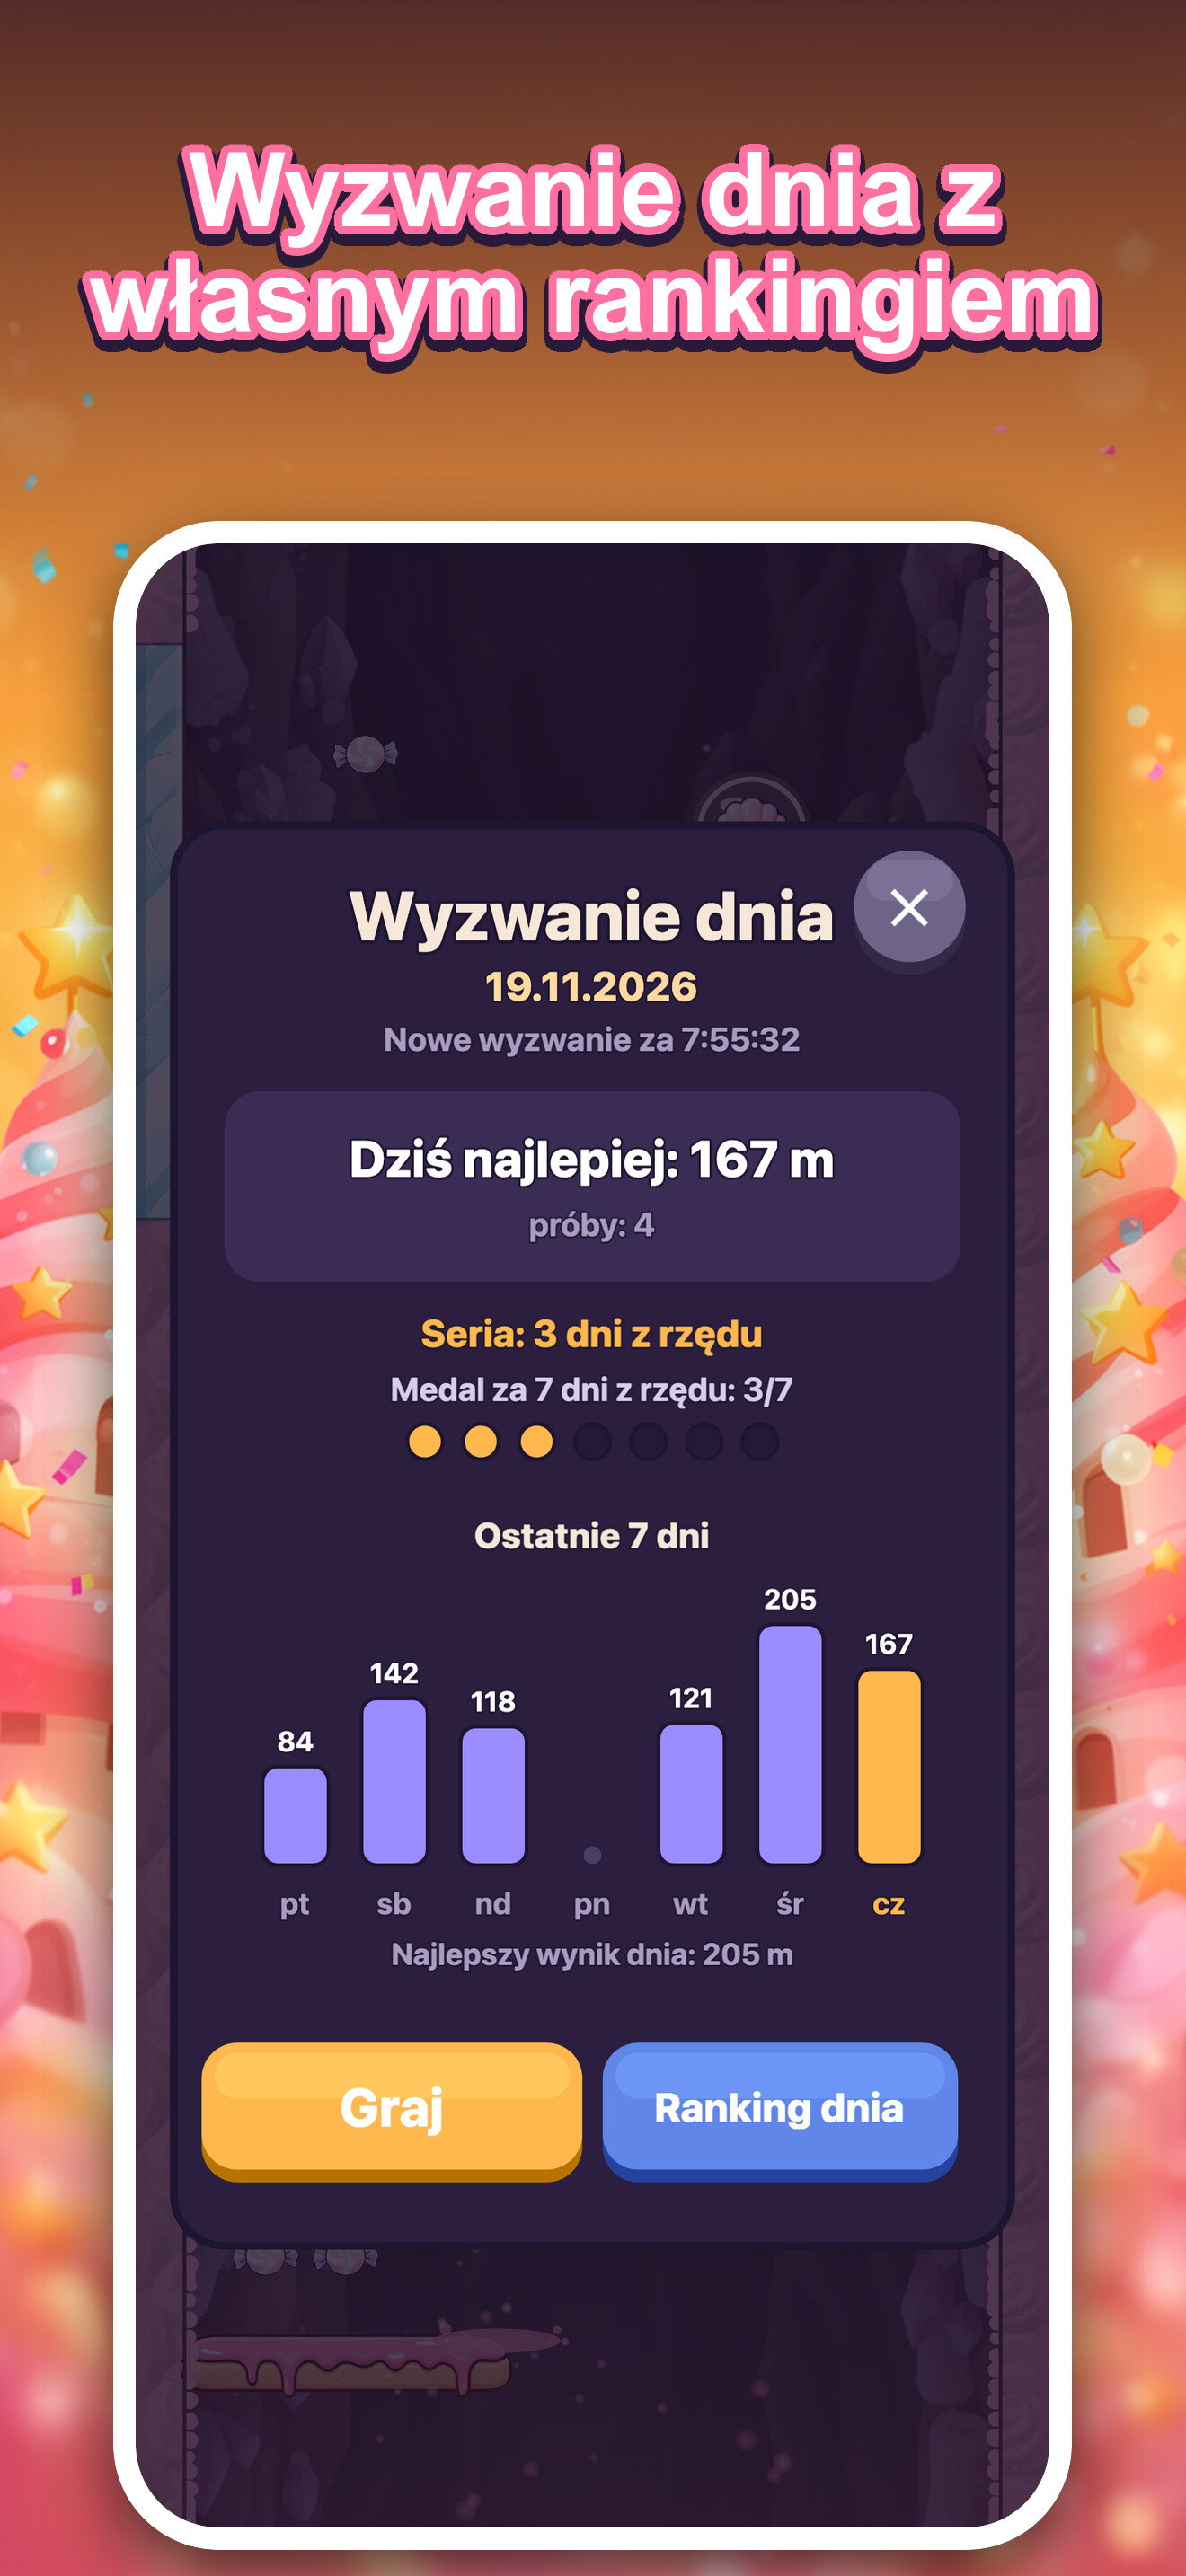 Wyzwanie dnia z
własnym rankingiem
Wyzwanie dnia
19.11.2026
Nowe wyzwanie za 7:55:32
Dziś najlepiej: 167 m
próby: 4
Seria: 3 dni z rzędu
Medal za 7 dni z rzędu: 3/7
Ostatnie 7 dni
84 142 118 121 205 167
pt sb nd pn wt śr cz
Najlepszy wynik dnia: 205 m
Graj
Ranking dnia